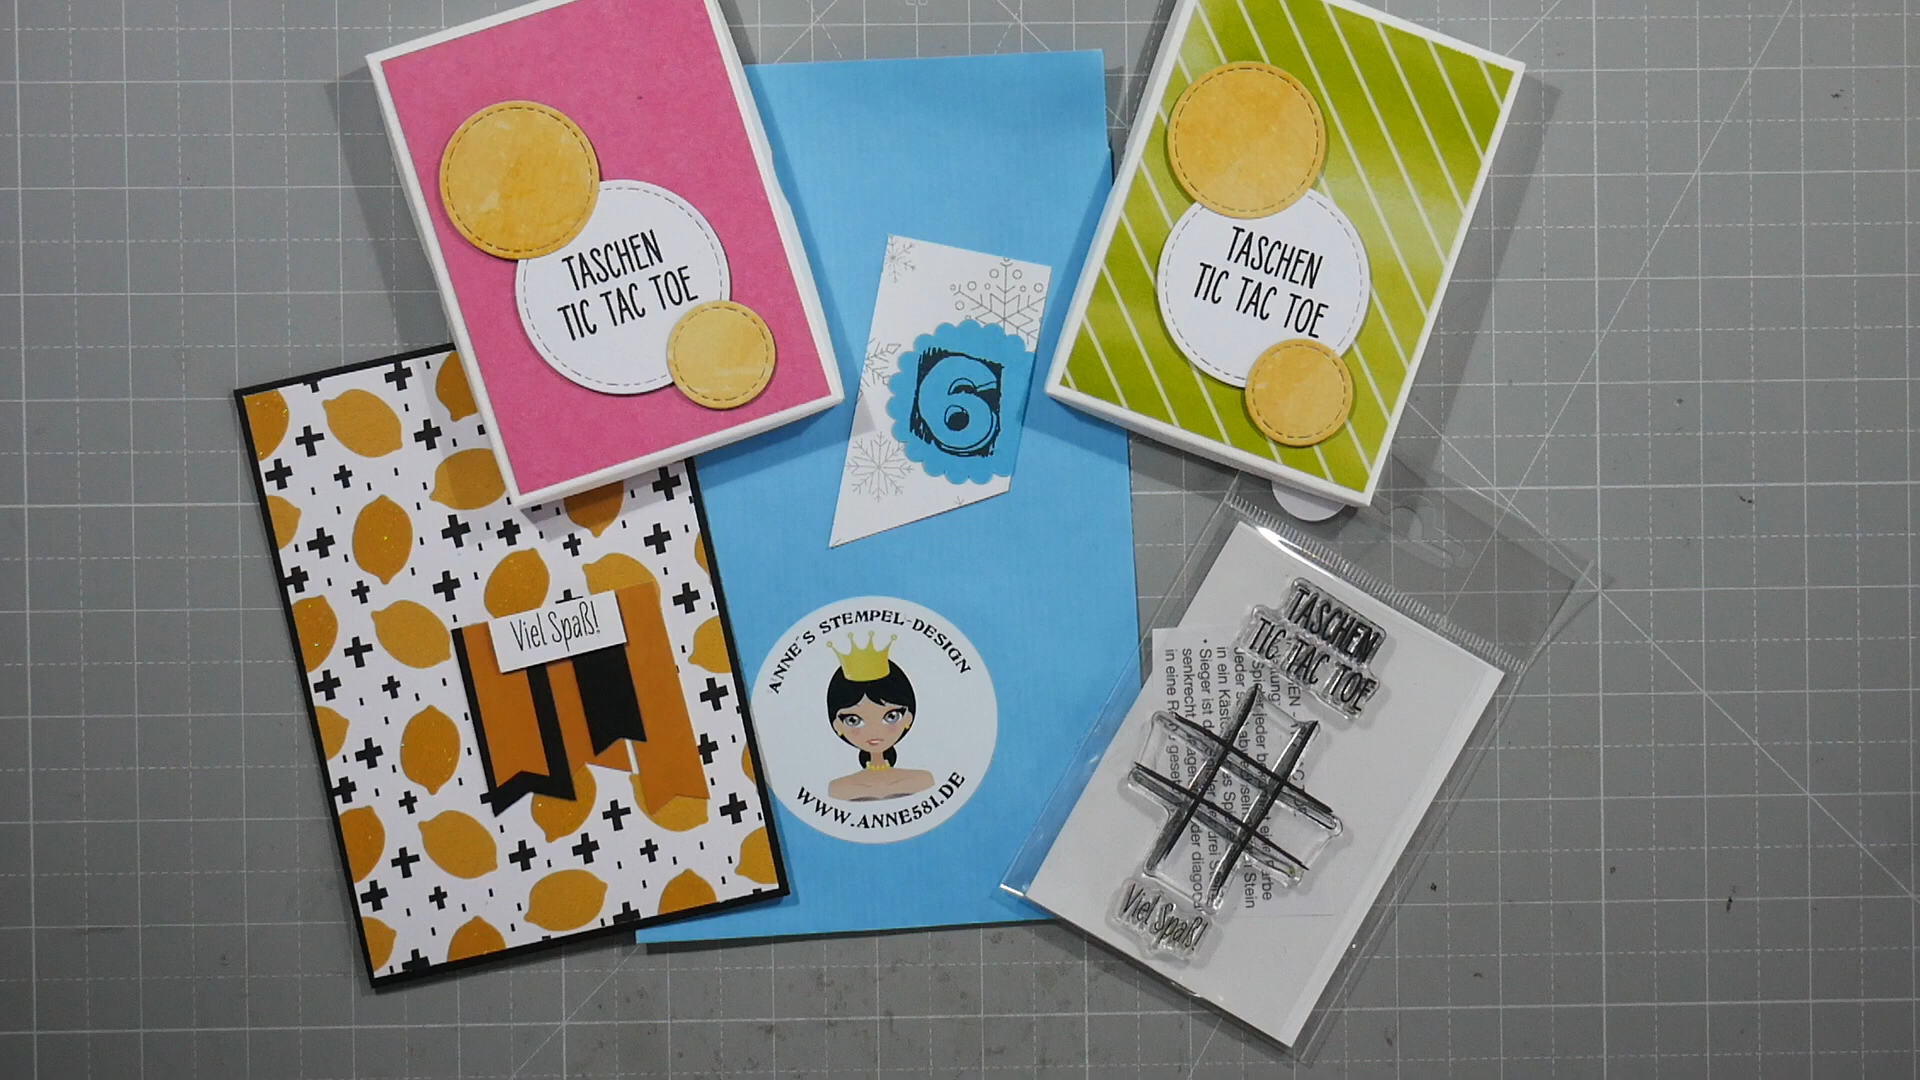 TASCHEN
TIC TAC TOE
TASCHEN
TIC TAC TOE
6
Viel Spaß!
ANNE´S STEMPEL-DESIGN
WWW.ANNE581.DE
TASCHEN
TIC TAC TOE
Viel Spaß!